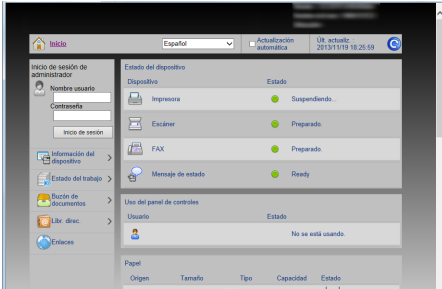 Inicio
Español
Actualización automática
Últ. actualiz.:
2013/11/19 18:25:59
Inicio de sesión de administrador
Nombre usuario
Contraseña
Inicio de sesión
Información del dispositivo
Estado del trabajo
Buzón de documentos
Libr. direc.
Enlaces
Estado del dispositivo
Dispositivo Estado
Impresora Suspendiendo..
Escáner Preparado.
FAX Preparado.
Mensaje de estado Ready
Uso del panel de controles
Usuario Estado
No se está usando.
Papel
Origen Tamaño Tipo Capacidad Estado